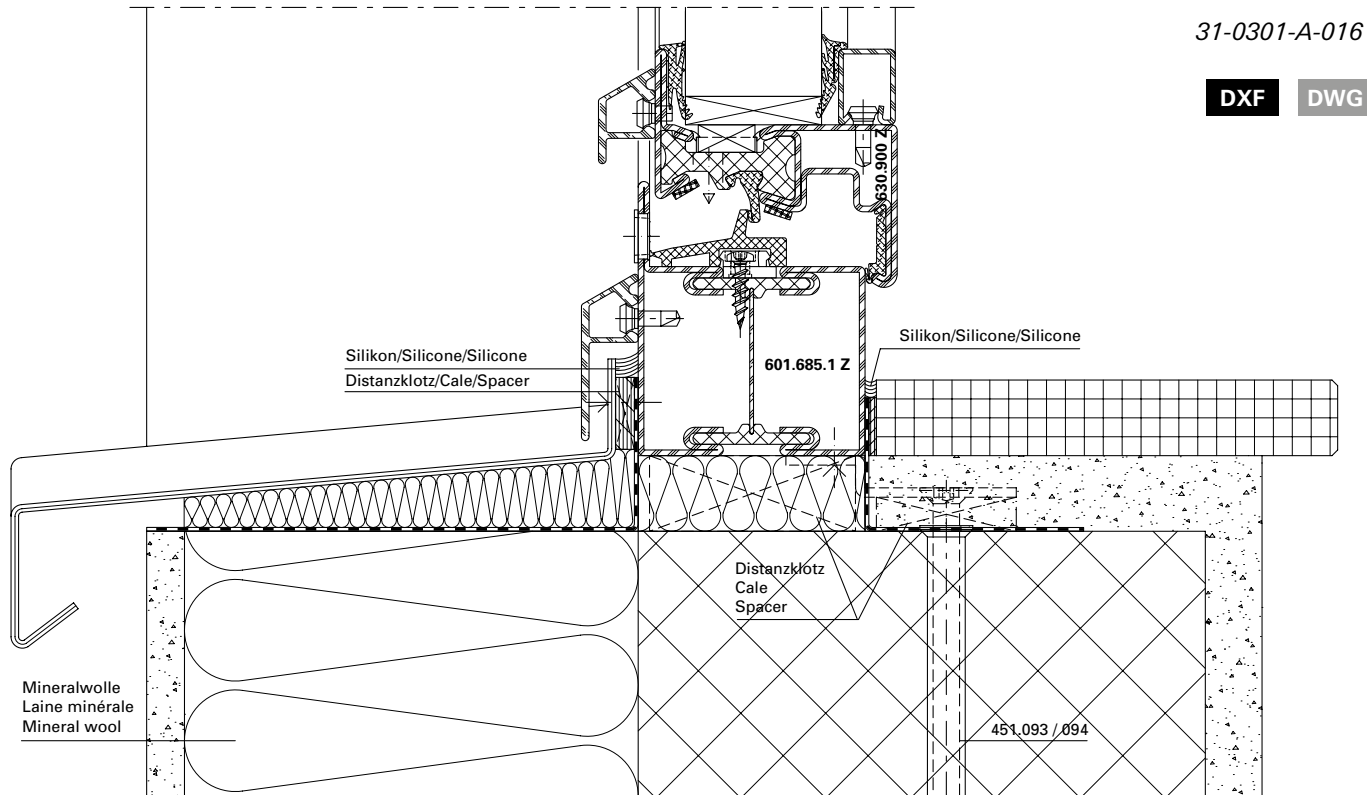 31-0301-A-016
DXF DWG
630.900 Z
Silikon/Silicone/Silicone
Silikon/Silicone/Silicone
Distanzklotz/Cale/Spacer
601.685.1 Z
Distanzklotz
Cale
Spacer
Mineralwolle
Laine minérale
Mineral wool
451.093 / 094